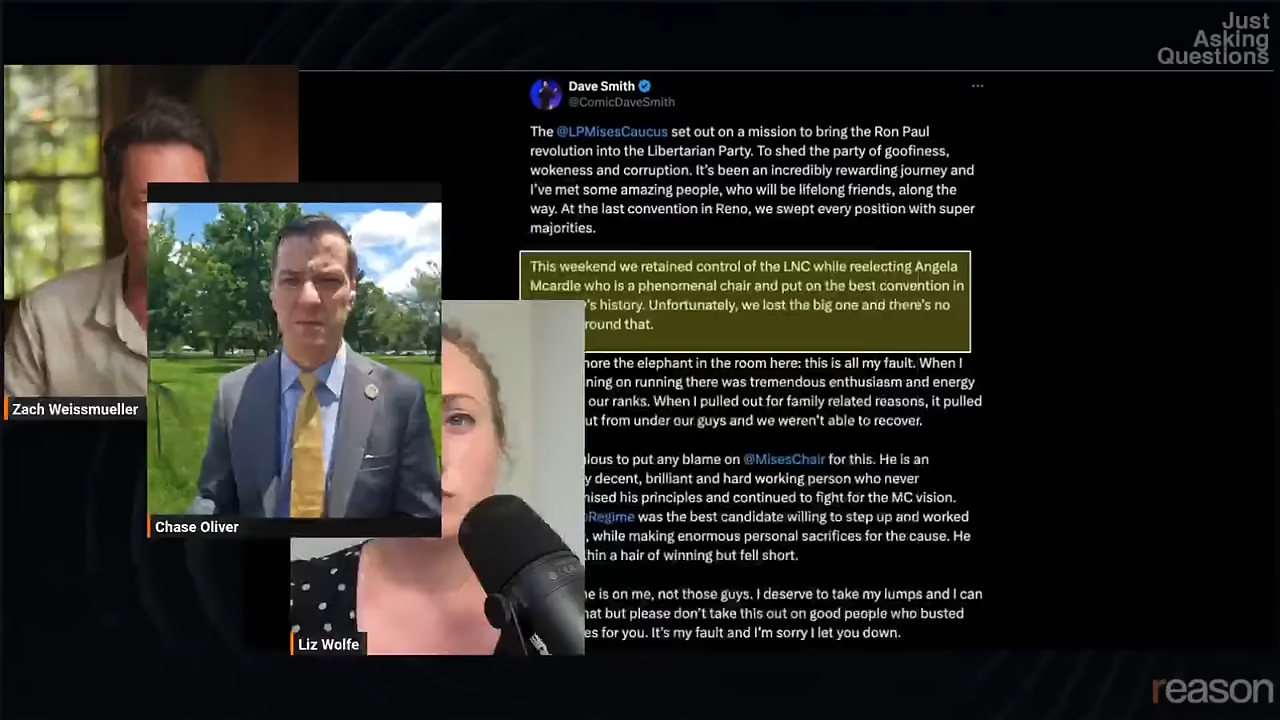 Just
Asking
Questions
Dave Smith
@ComicDaveSmith
The @LPMisesCaucus set out on a mission to bring the Ron Paul
revolution into the Libertarian Party. To shed the party of goofiness,
wokeness and corruption. It's been an incredibly rewarding journey and
I've met some amazing people, who will be lifelong friends, along the
way. At the last convention in Reno, we swept every position with super
majorities.
This weekend we retained control of the LNC while reelecting Angela
Mcardle who is a phenomenal chair and put on the best convention in
's history. Unfortunately, we lost the big one and there's no
round that.
nore the elephant in the room here: this is all my fault. When I
ning on running there was tremendous enthusiasm and energy
our ranks. When I pulled out for family related reasons, it pulled
ut from under our guys and we weren't able to recover.
lous to put any blame on @MisesChair for this. He is an
y decent, brilliant and hard working person who never
nised his principles and continued to fight for the MC vision.
Regime was the best candidate willing to step up and worked
, while making enormous personal sacrifices for the cause. He
hin a hair of winning but fell short.
e is on me, not those guys. I deserve to take my lumps and I can
hat but please don't take this out on good people who busted
es for you. It's my fault and I'm sorry I let you down.
Zach Weissmueller
Chase Oliver
Liz Wolfe
reason